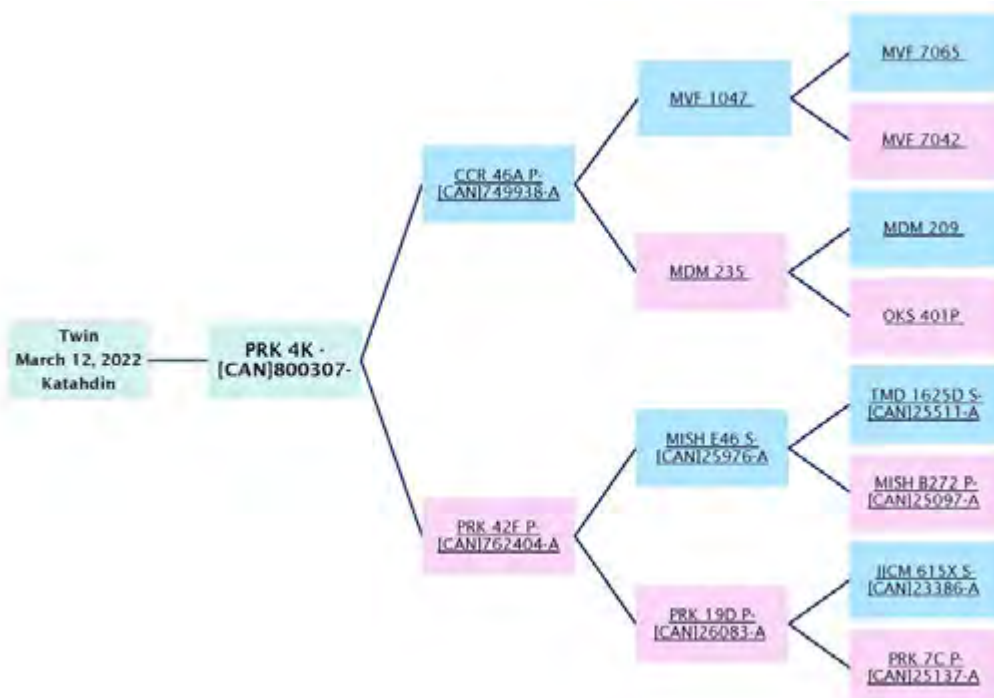 MVF 7065
MVF 1047
MVF 7042
CCR 46A P-
[CAN]749938-A
MDM 209
MDM 235
OKS 401P
Twin
March 12, 2022
Katahdin
PRK 4K -
[CAN]800307-
TMD 1625D S-
[CAN]25511-A
MISH E46 S-
[CAN]25976-A
MISH B272 P-
[CAN]25097-A
PRK 42F P-
[CAN]762404-A
JJCM 615X S-
[CAN]23386-A
PRK 19D P-
[CAN]26083-A
PRK 7C P-
[CAN]25137-A